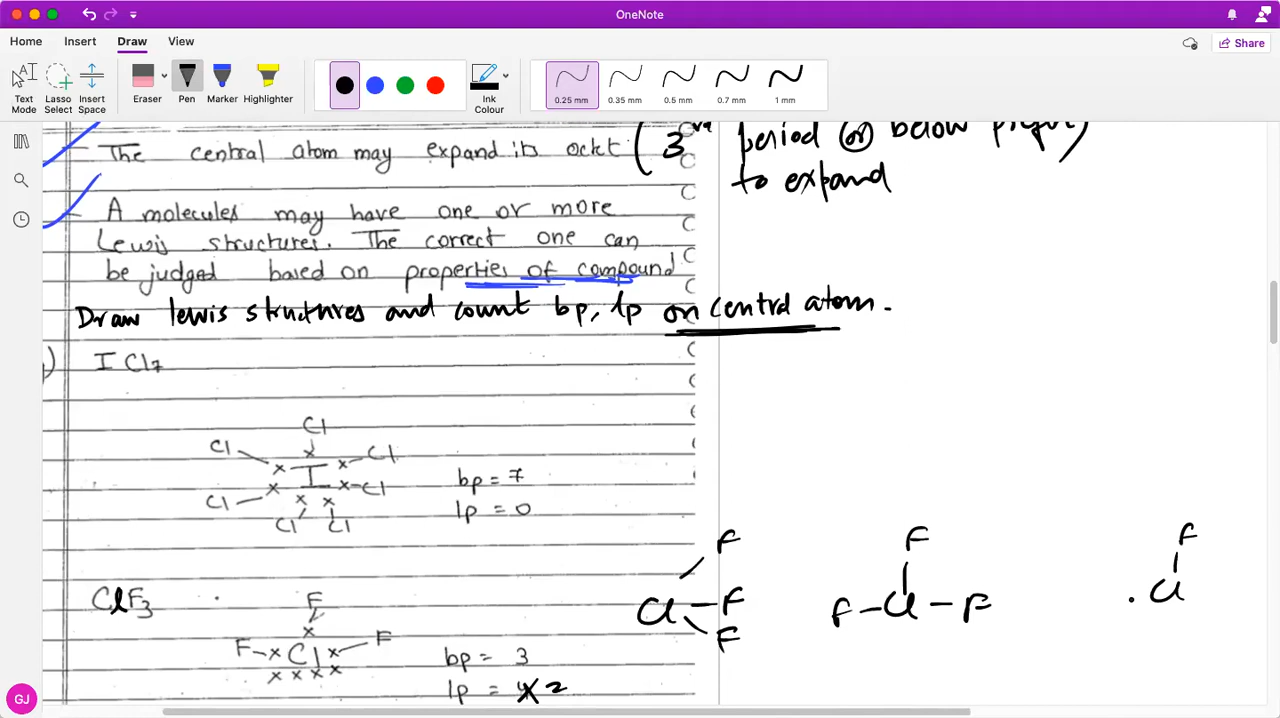 OneNote
Home Insert Draw View
Share
Text Mode
Lasso Select
Insert Space
Eraser
Pen
Marker
Highlighter
Ink Colour
0.25 mm
0.35 mm
0.5 mm
0.7 mm
1 mm
The central atom may expand its octet (3rd period or below
to expand
A molecules may have one or more
Lewis structures. The correct one can
be judged based on properties of compound
Draw lewis structures and count bp, lp on central atom.
) ICl7
Cl
Cl Cl
I
Cl Cl
Cl Cl
bp = 7
lp = 0
ClF3
F
F Cl F
bp = 3
lp = 4 2
F
Cl F
F
F
F Cl F
F
Cl
GJ